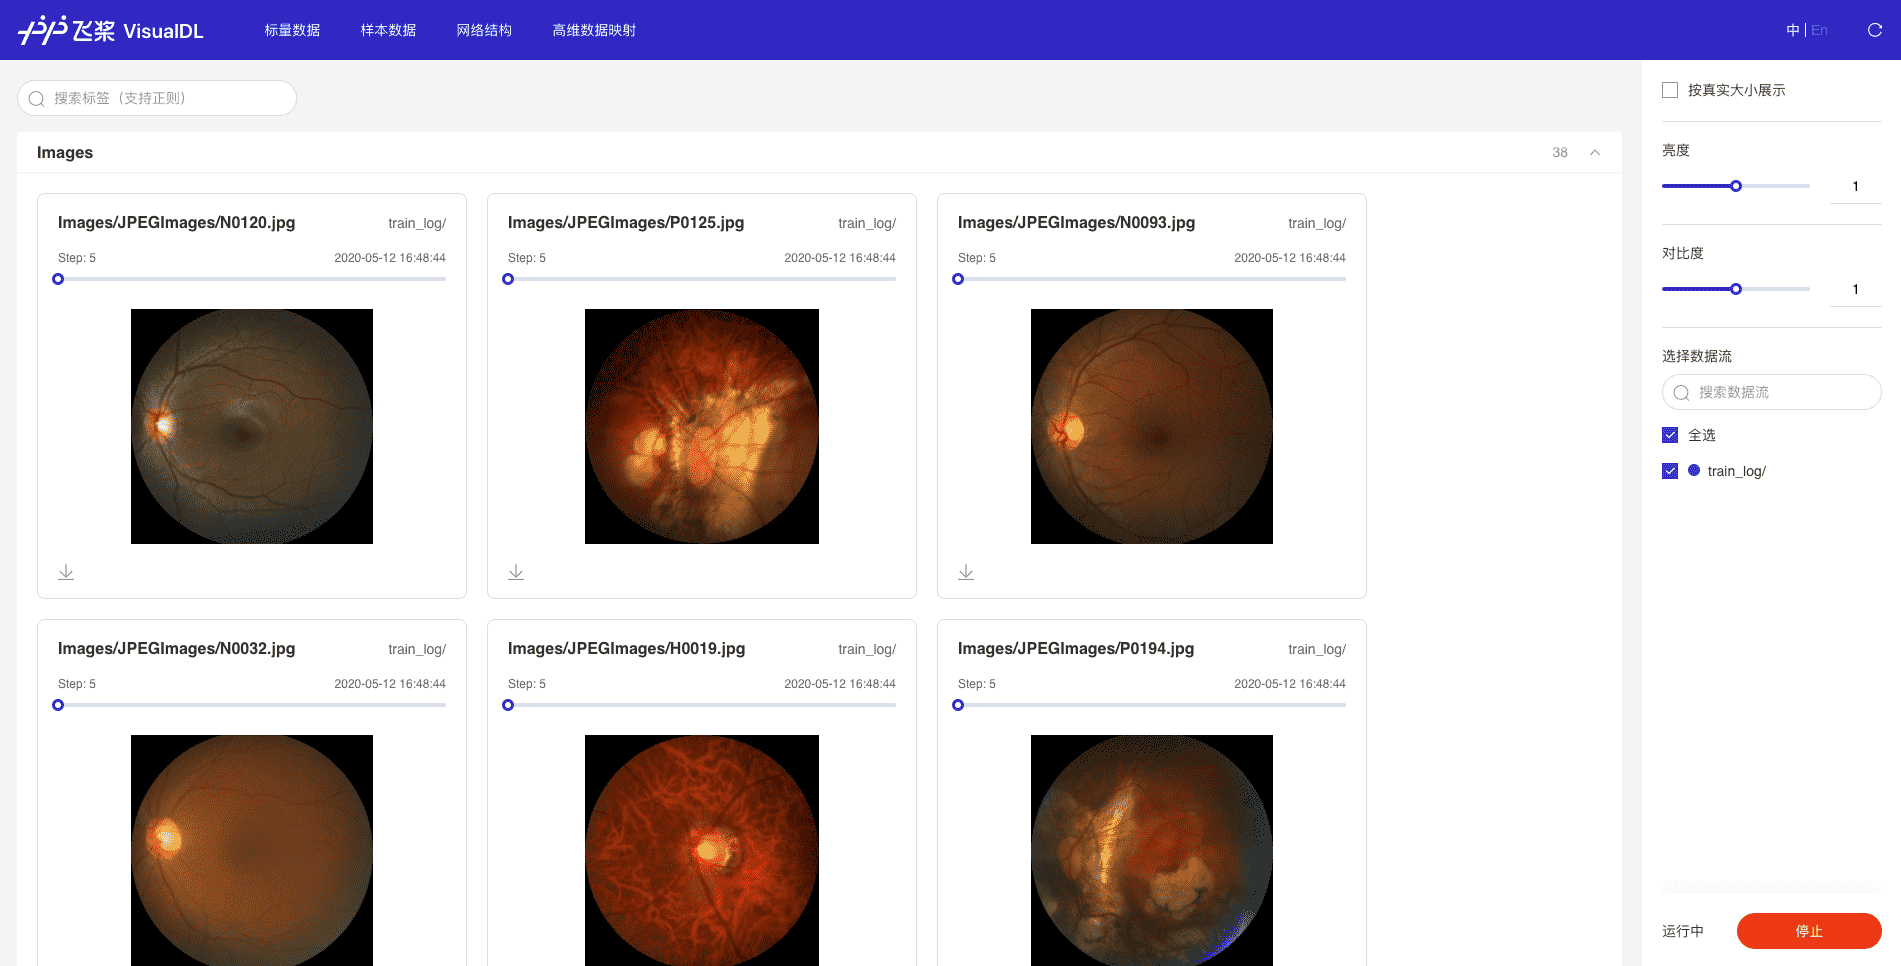 飞桨 VisualDL 标量数据 样本数据 网络结构 高维数据映射 中 | En
搜索标签（支持正则）
Images 38
Images/JPEGImages/N0120.jpg train_log/
Step: 5 2020-05-12 16:48:44
Images/JPEGImages/P0125.jpg train_log/
Step: 5 2020-05-12 16:48:44
Images/JPEGImages/N0093.jpg train_log/
Step: 5 2020-05-12 16:48:44
Images/JPEGImages/N0032.jpg train_log/
Step: 5 2020-05-12 16:48:44
Images/JPEGImages/H0019.jpg train_log/
Step: 5 2020-05-12 16:48:44
Images/JPEGImages/P0194.jpg train_log/
Step: 5 2020-05-12 16:48:44
按真实大小展示
亮度
1
对比度
1
选择数据流
搜索数据流
全选
train_log/
运行中 停止